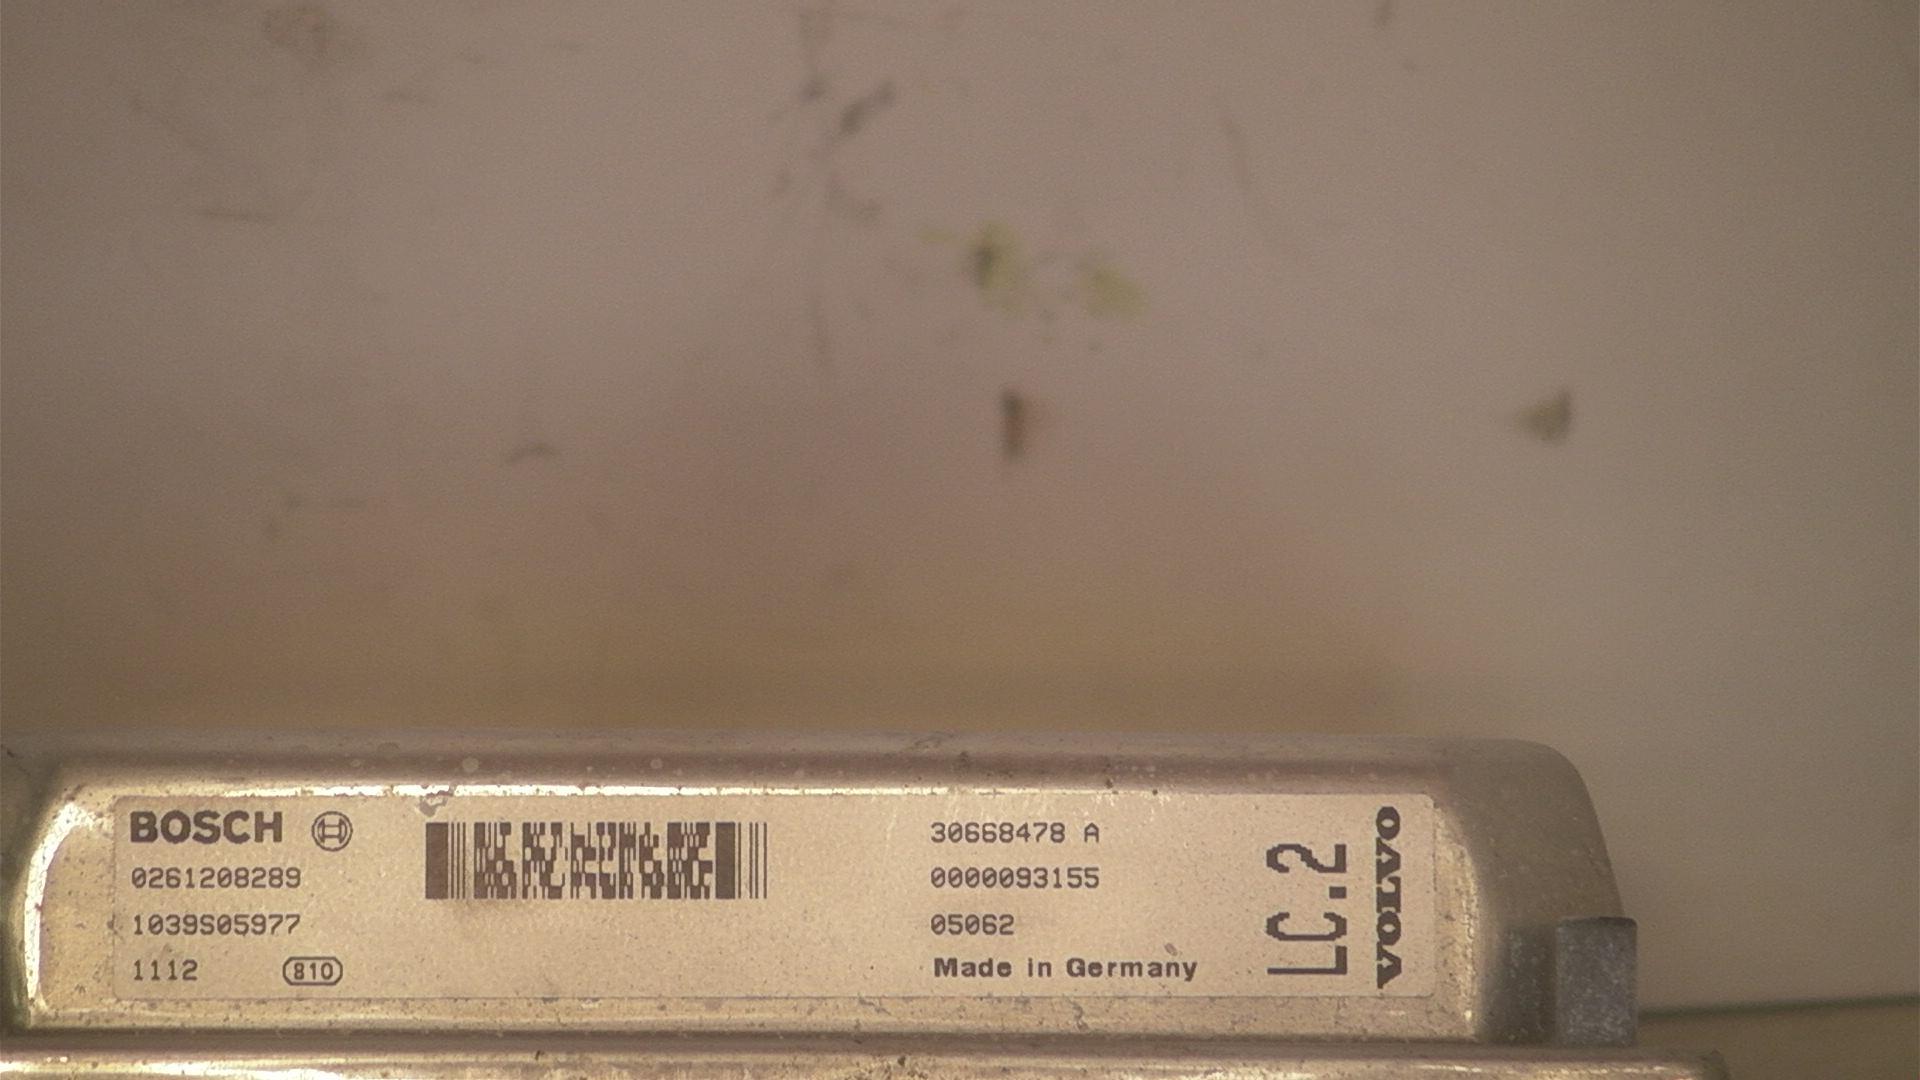 BOSCH
0261208289
1039S05977
1112 810
30668478 A
0000093155
05062
Made in Germany
LC.2
VOLVO